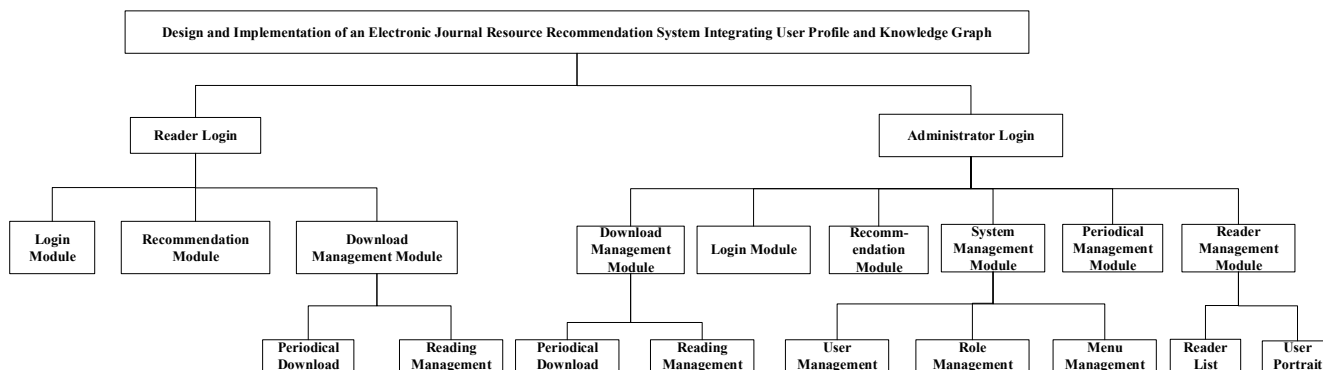 Design and Implementation of an Electronic Journal Resource Recommendation System Integrating User Profile and Knowledge Graph
Reader Login
Administrator Login
Login
Module
Recommendation
Module
Download
Management Module
Download
Management
Module
Login Module
Recomm-
endation
Module
System
Management
Module
Periodical
Management
Module
Reader
Management
Module
Periodical
Download
Reading
Management
Periodical
Download
Reading
Management
User
Management
Role
Management
Menu
Management
Reader
List
User
Portrait